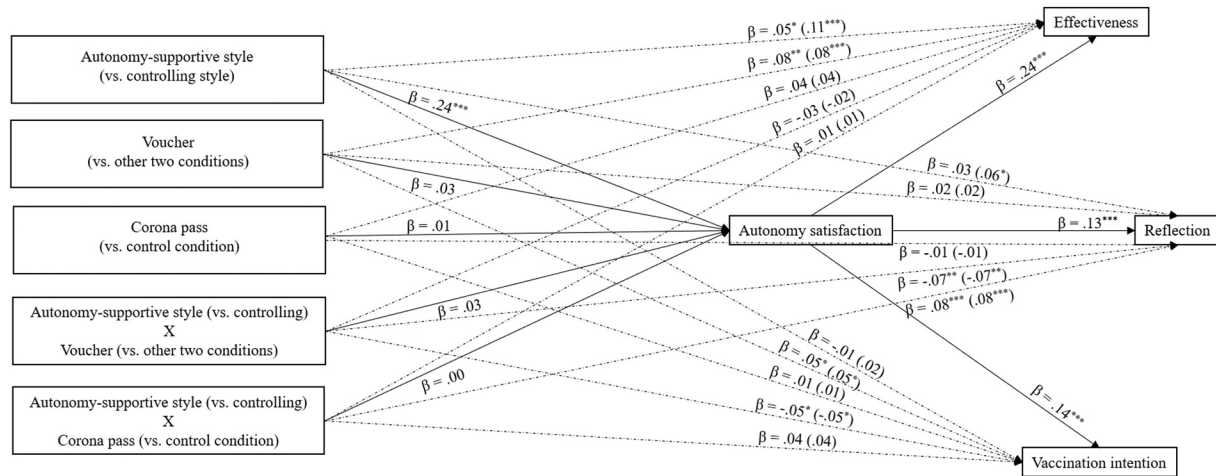 Effectiveness
β = .05* (.11***)
Autonomy-supportive style
(vs. controlling style)
β = .08** (.08***)
β = .24***
β = .04 (.04)
β = .24***
β = -.03 (-.02)
β = .01 (.01)
Voucher
(vs. other two conditions)
β = .03
β = .03 (.06*)
β = .02 (.02)
Corona pass
(vs. control condition)
β = .01
Autonomy satisfaction
β = .13***
Reflection
β = -.01 (-.01)
β = -.07** (-.07**)
β = .08*** (.08***)
Autonomy-supportive style (vs. controlling)
X
Voucher (vs. other two conditions)
β = .03
β = -.01 (.02)
β = .05* (.05*)
β = .00
β = .01 (.01)
Autonomy-supportive style (vs. controlling)
X
Corona pass (vs. control condition)
β = -.05* (-.05*)
β = .14***
β = .04 (.04)
Vaccination intention